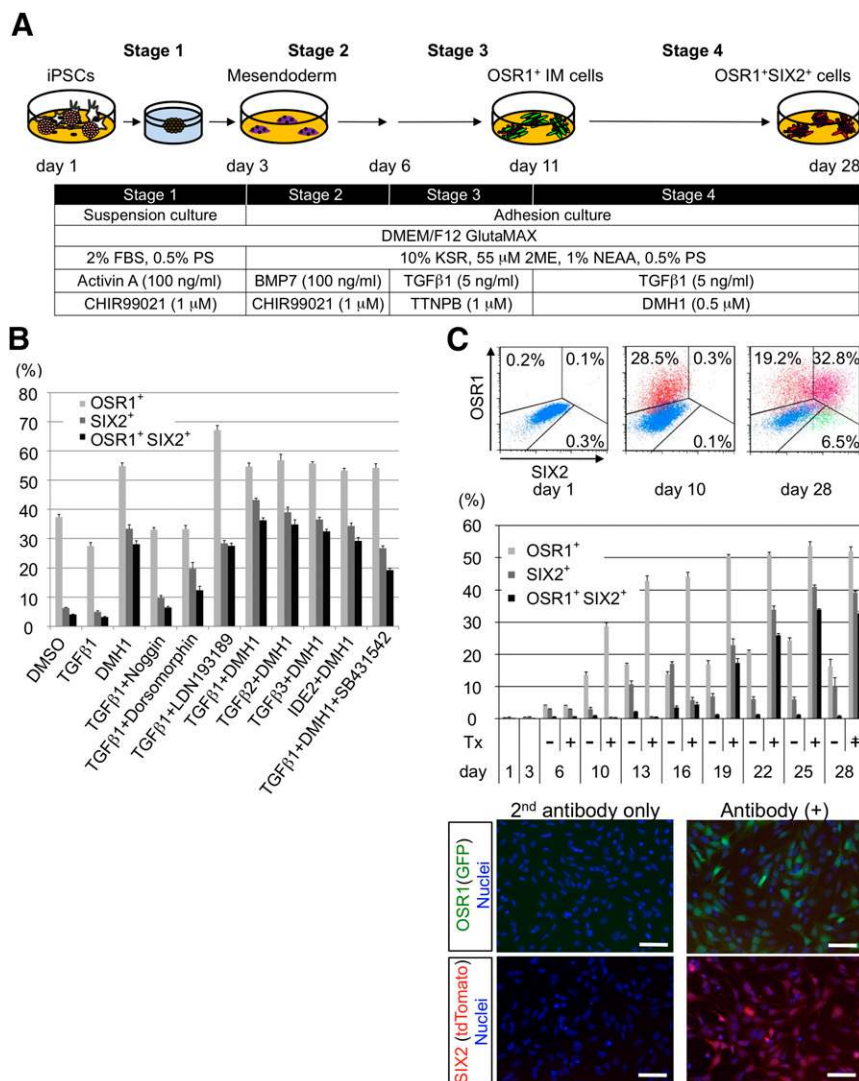 A
Stage 1 Stage 2 Stage 3 Stage 4
iPSCs Mesendoderm OSR1+ IM cells OSR1+SIX2+ cells
day 1 day 3 day 6 day 11 day 28
Stage 1 Stage 2 Stage 3 Stage 4
Suspension culture Adhesion culture
DMEM/F12 GlutaMAX
2% FBS, 0.5% PS 10% KSR, 55 μM 2ME, 1% NEAA, 0.5% PS
Activin A (100 ng/ml) BMP7 (100 ng/ml) TGFβ1 (5 ng/ml) TGFβ1 (5 ng/ml)
CHIR99021 (1 μM) CHIR99021 (1 μM) TTNPB (1 μM) DMH1 (0.5 μM)
B
(%)
80
70
60
50
40
30
20
10
0
OSR1+
SIX2+
OSR1+ SIX2+
DMSO
TGFβ1
DMH1
TGFβ1+Noggin
TGFβ1+Dorsomorphin
TGFβ1+LDN193189
TGFβ1+DMH1
TGFβ2+DMH1
TGFβ3+DMH1
IDE2+DMH1
TGFβ1+DMH1+SB431542
C
OSR1
0.2% 0.1% 28.5% 0.3% 19.2% 32.8%
0.3% 0.1% 6.5%
SIX2
day 1 day 10 day 28
(%)
60
50
40
30
20
10
0
OSR1+
SIX2+
OSR1+ SIX2+
Tx - + - + - + - + - + - + - + - +
day 1 3 6 10 13 16 19 22 25 28
2nd antibody only Antibody (+)
OSR1(GFP)
Nuclei
SIX2 (tdTomato)
Nuclei